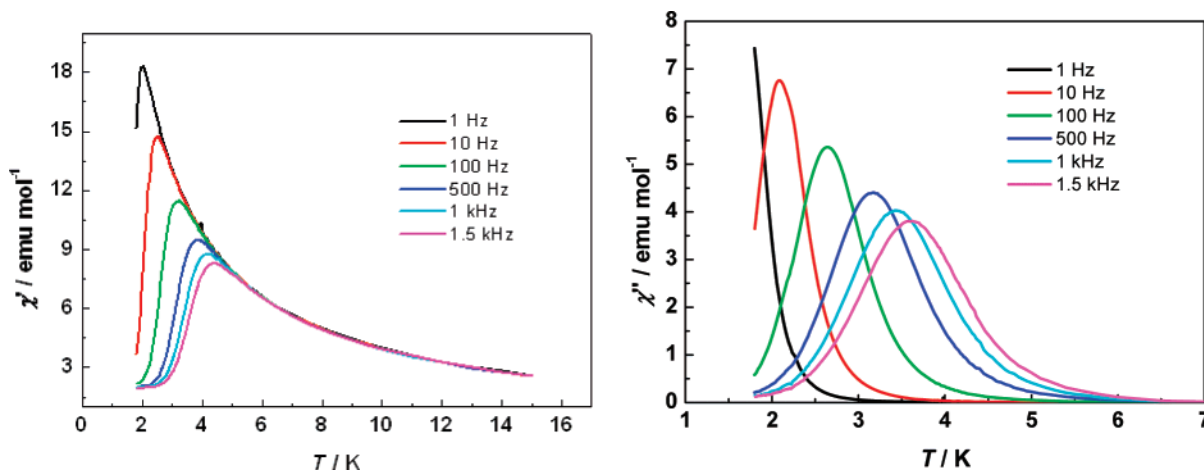 18
15
12
9
6
3
χ' / emu mol⁻¹
1 Hz
10 Hz
100 Hz
500 Hz
1 kHz
1.5 kHz
0 2 4 6 8 10 12 14 16
T / K
8
7
6
5
4
3
2
1
0
χ" / emu mol⁻¹
1 Hz
10 Hz
100 Hz
500 Hz
1 kHz
1.5 kHz
1 2 3 4 5 6 7
T / K